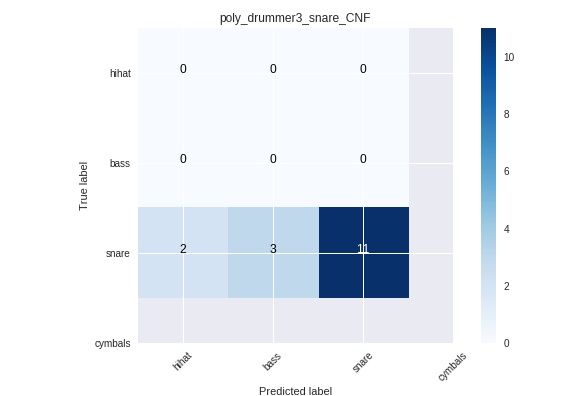 poly_drummer3_snare_CNF
hihat 0 0 0
bass 0 0 0
snare 2 3 11
cymbals
hihat bass snare cymbals
True label
Predicted label
10
8
6
4
2
0